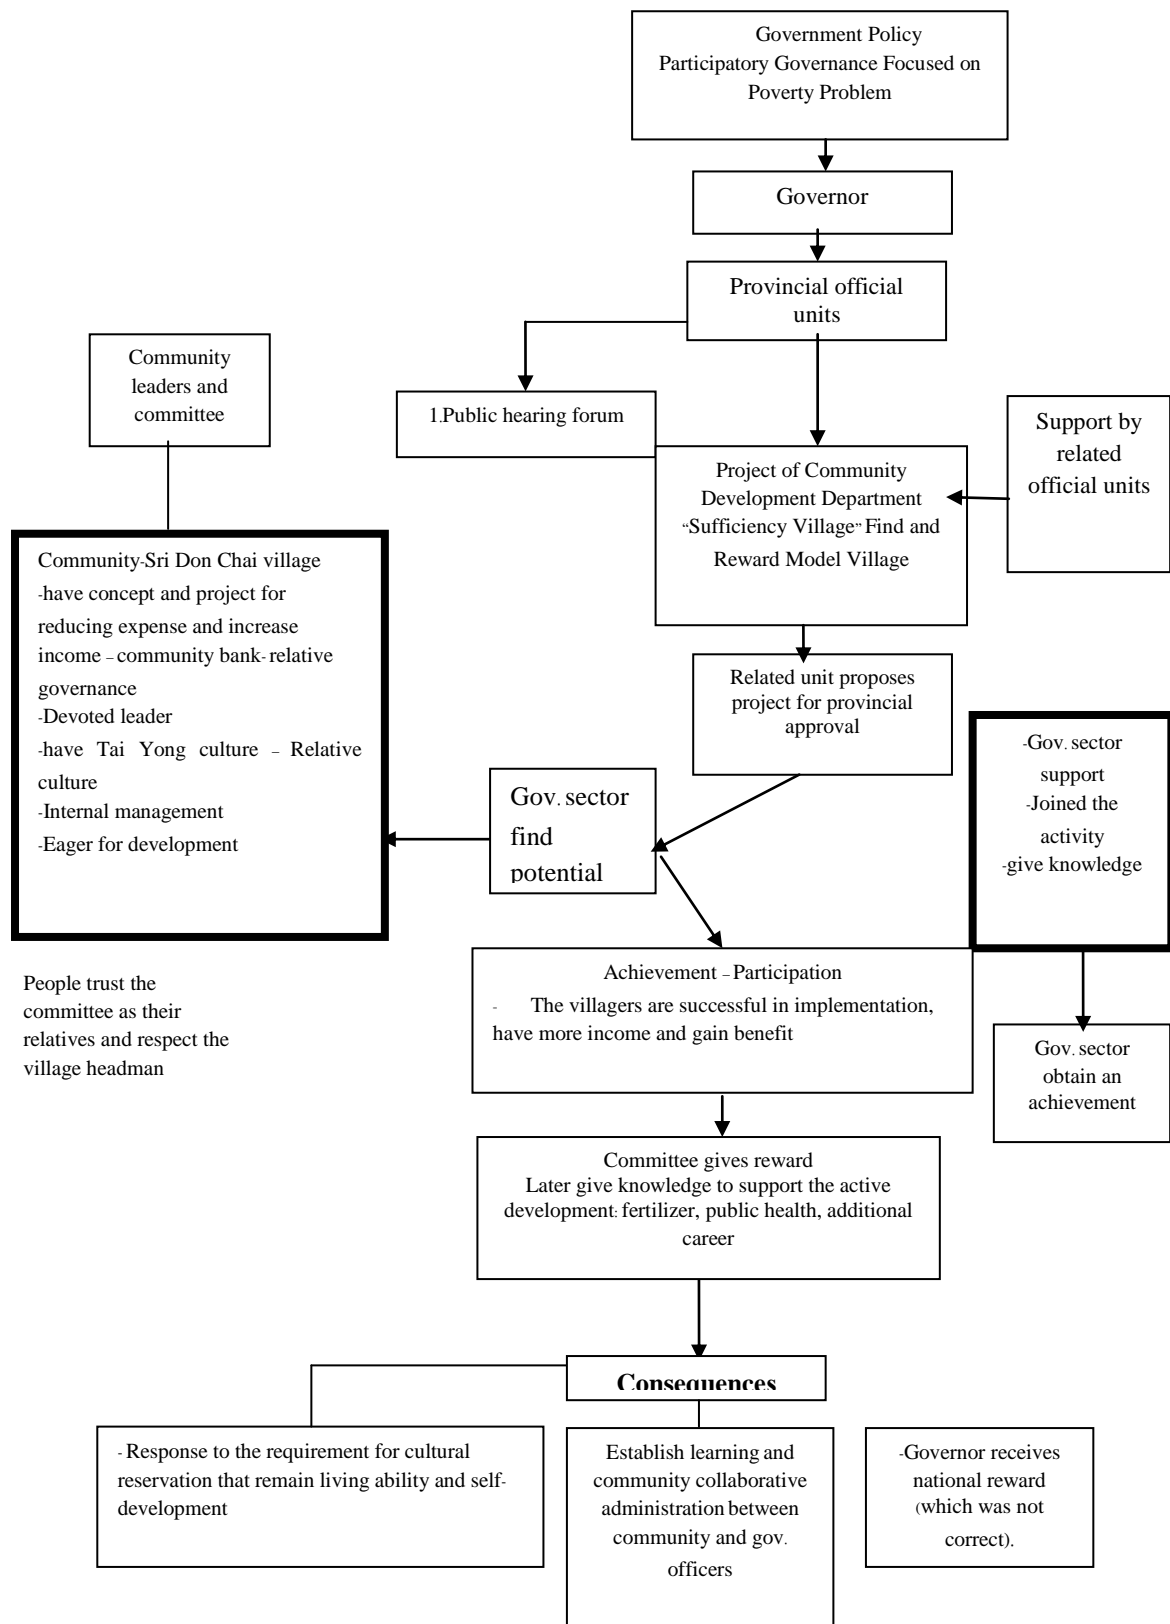 Government Policy
Participatory Governance Focused on
Poverty Problem
Governor
Provincial official
units
Community
leaders and
committee
1.Public hearing forum
Support by
related
official units
Project of Community
Development Department
“Sufficiency Village” Find and
Reward Model Village
Community-Sri Don Chai village
-have concept and project for
reducing expense and increase
income – community bank- relative
governance
-Devoted leader
-have Tai Yong culture – Relative
culture
-Internal management
-Eager for development
Related unit proposes
project for provincial
approval
-Gov. sector
support
-Joined the
activity
-give knowledge
Gov. sector
find
potential
People trust the
committee as their
relatives and respect the
village headman
Achievement – Participation
- The villagers are successful in implementation,
have more income and gain benefit
Gov. sector
obtain an
achievement
Committee gives reward
Later give knowledge to support the active
development: fertilizer, public health, additional
career
Consequences
- Response to the requirement for cultural
reservation that remain living ability and self-
development
Establish learning and
community collaborative
administration between
community and gov.
officers
-Governor receives
national reward
(which was not
correct).